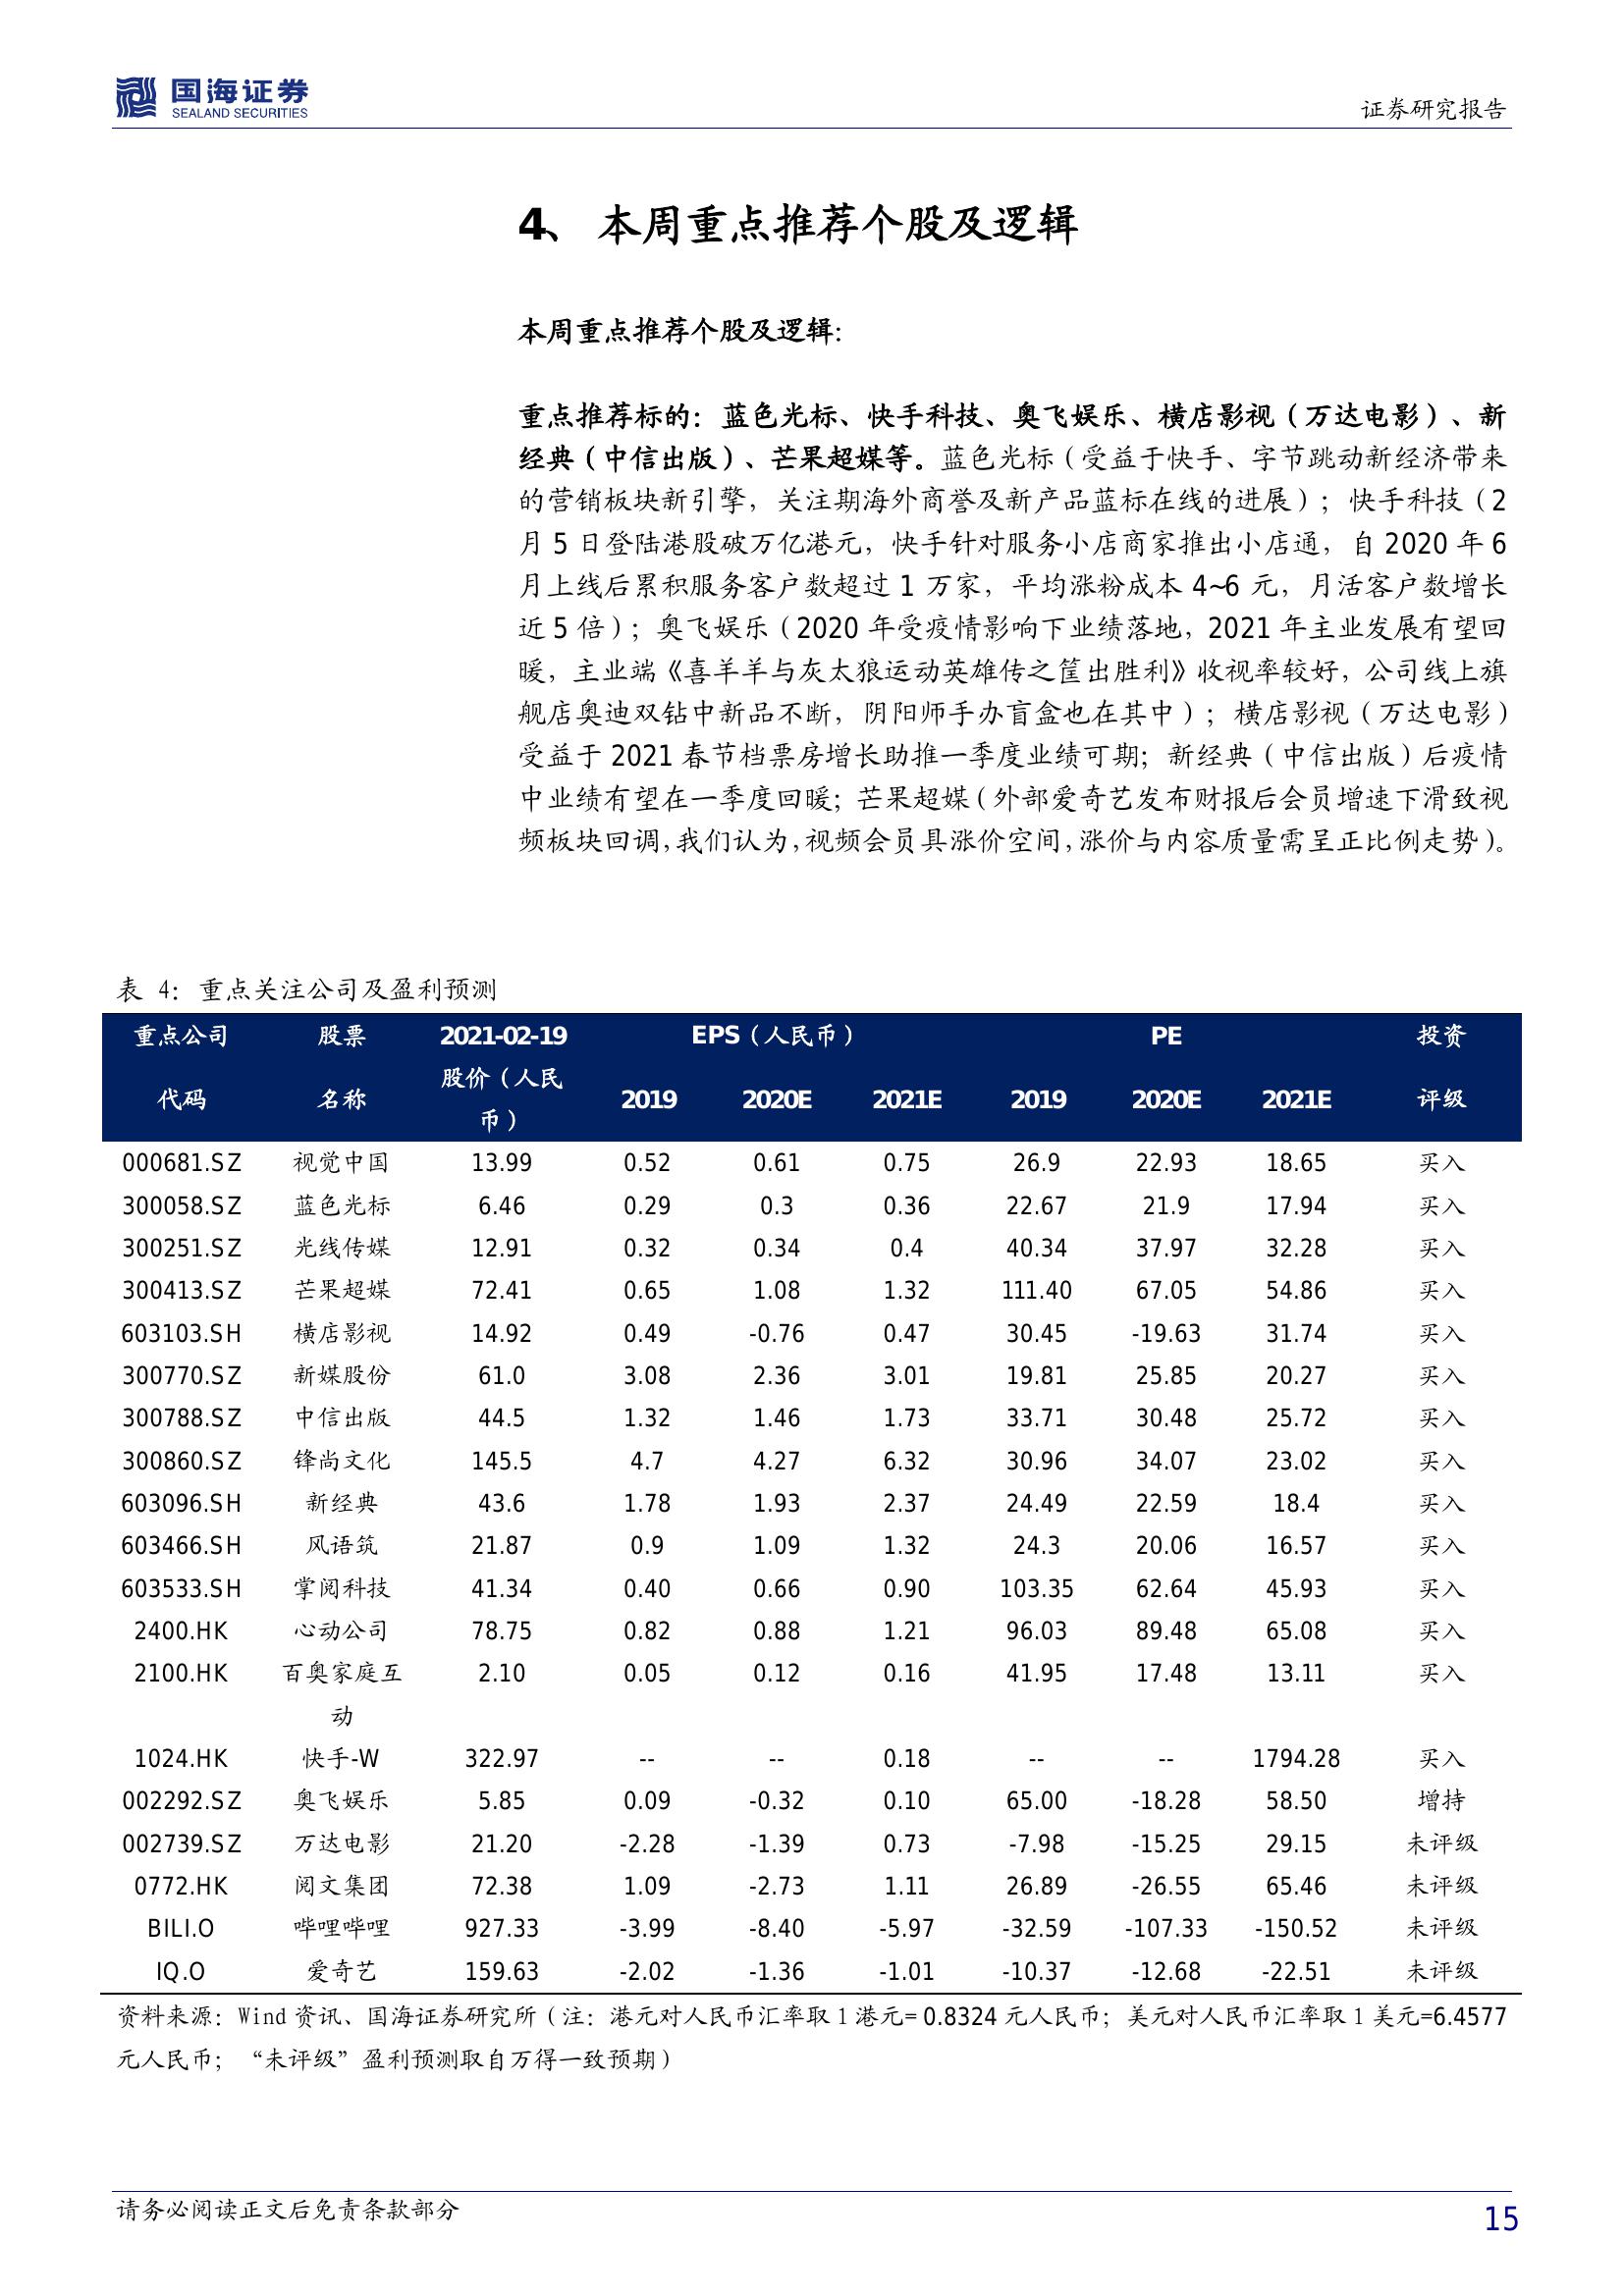 国海证券
SEALAND SECURITIES
证券研究报告
4、 本周重点推荐个股及逻辑
本周重点推荐个股及逻辑：
重点推荐标的：蓝色光标、快手科技、奥飞娱乐、横店影视（万达电影）、新
经典（中信出版）、芒果超媒等。蓝色光标（受益于快手、字节跳动新经济带来
的营销板块新引擎，关注期海外商誉及新产品蓝标在线的进展）；快手科技（2
月 5 日登陆港股破万亿港元，快手针对服务小店商家推出小店通，自 2020 年 6
月上线后累积服务客户数超过 1 万家，平均涨粉成本 4~6 元，月活客户数增长
近 5 倍）；奥飞娱乐（2020 年受疫情影响下业绩落地，2021 年主业发展有望回
暖，主业端《喜羊羊与灰太狼运动英雄传之筐出胜利》收视率较好，公司线上旗
舰店奥迪双钻中新品不断，阴阳师手办盲盒也在其中）；横店影视（万达电影）
受益于 2021 春节档票房增长助推一季度业绩可期；新经典（中信出版）后疫情
中业绩有望在一季度回暖；芒果超媒（外部爱奇艺发布财报后会员增速下滑致视
频板块回调，我们认为，视频会员具涨价空间，涨价与内容质量需呈正比例走势）。
表 4：重点关注公司及盈利预测
重点公司 股票 2021-02-19 EPS（人民币） PE 投资
代码 名称 股价（人民币） 2019 2020E 2021E 2019 2020E 2021E 评级
000681.SZ 视觉中国 13.99 0.52 0.61 0.75 26.9 22.93 18.65 买入
300058.SZ 蓝色光标 6.46 0.29 0.3 0.36 22.67 21.9 17.94 买入
300251.SZ 光线传媒 12.91 0.32 0.34 0.4 40.34 37.97 32.28 买入
300413.SZ 芒果超媒 72.41 0.65 1.08 1.32 111.40 67.05 54.86 买入
603103.SH 横店影视 14.92 0.49 -0.76 0.47 30.45 -19.63 31.74 买入
300770.SZ 新媒股份 61.0 3.08 2.36 3.01 19.81 25.85 20.27 买入
300788.SZ 中信出版 44.5 1.32 1.46 1.73 33.71 30.48 25.72 买入
300860.SZ 锋尚文化 145.5 4.7 4.27 6.32 30.96 34.07 23.02 买入
603096.SH 新经典 43.6 1.78 1.93 2.37 24.49 22.59 18.4 买入
603466.SH 风语筑 21.87 0.9 1.09 1.32 24.3 20.06 16.57 买入
603533.SH 掌阅科技 41.34 0.40 0.66 0.90 103.35 62.64 45.93 买入
2400.HK 心动公司 78.75 0.82 0.88 1.21 96.03 89.48 65.08 买入
2100.HK 百奥家庭互动 2.10 0.05 0.12 0.16 41.95 17.48 13.11 买入
1024.HK 快手-W 322.97 -- -- 0.18 -- -- 1794.28 买入
002292.SZ 奥飞娱乐 5.85 0.09 -0.32 0.10 65.00 -18.28 58.50 增持
002739.SZ 万达电影 21.20 -2.28 -1.39 0.73 -7.98 -15.25 29.15 未评级
0772.HK 阅文集团 72.38 1.09 -2.73 1.11 26.89 -26.55 65.46 未评级
BILI.O 哔哩哔哩 927.33 -3.99 -8.40 -5.97 -32.59 -107.33 -150.52 未评级
IQ.O 爱奇艺 159.63 -2.02 -1.36 -1.01 -10.37 -12.68 -22.51 未评级
资料来源：Wind 资讯、国海证券研究所（注：港元对人民币汇率取 1 港元= 0.8324 元人民币；美元对人民币汇率取 1 美元=6.4577
元人民币；“未评级”盈利预测取自万得一致预期）
请务必阅读正文后免责条款部分
15